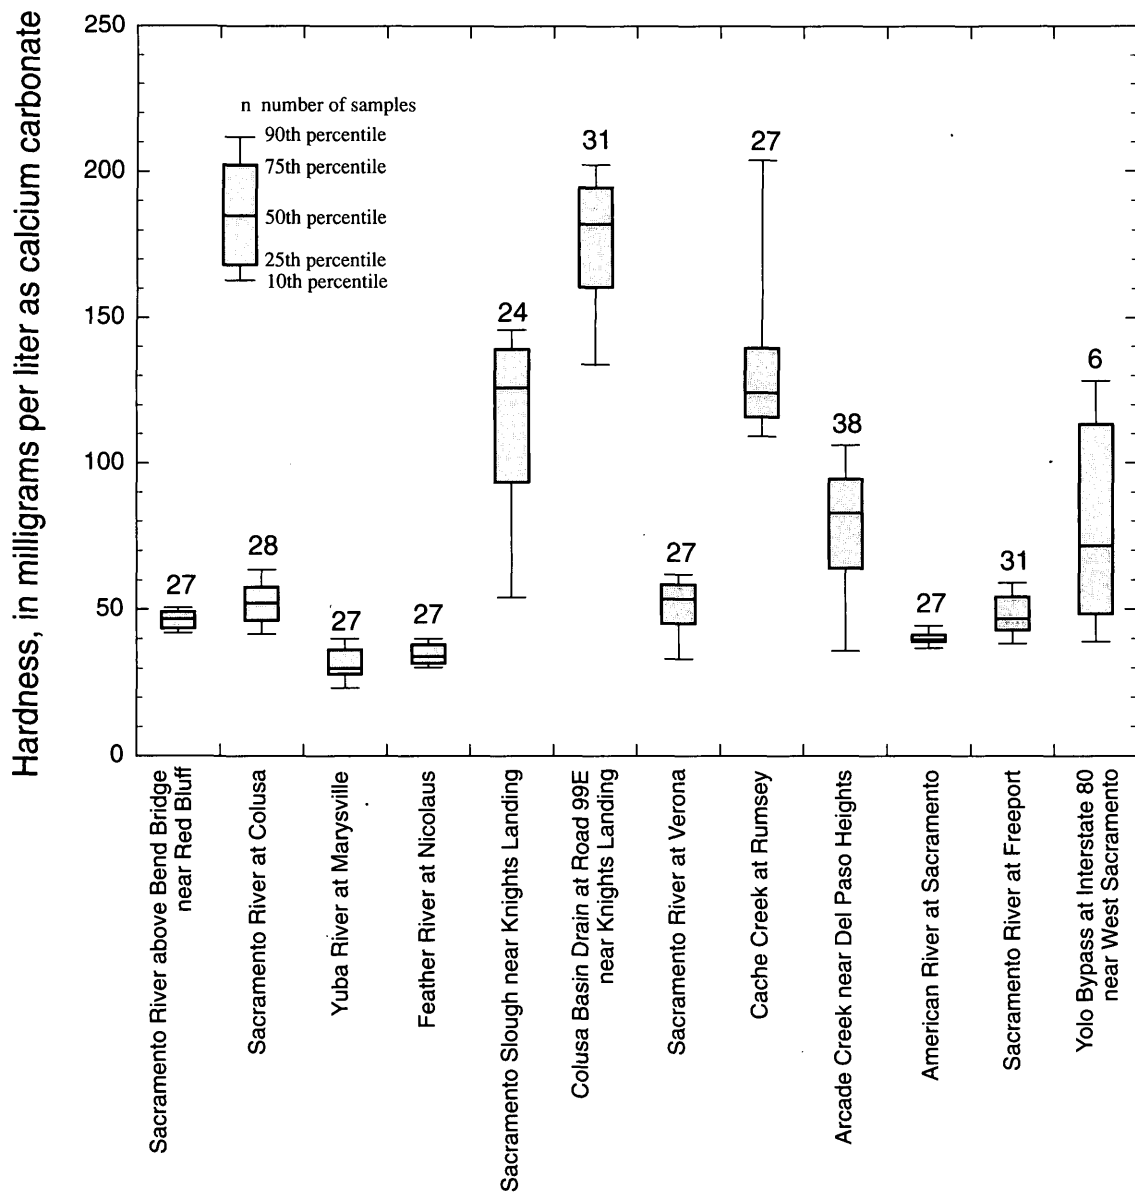 Hardness, in milligrams per liter as calcium carbonate
250
200
150
100
50
0
n number of samples
90th percentile
75th percentile
50th percentile
25th percentile
10th percentile
27
28
27
27
24
31
27
27
38
27
31
6
Sacramento River above Bend Bridge
near Red Bluff
Sacramento River at Colusa
Yuba River at Marysville
Feather River at Nicolaus
Sacramento Slough near Knights Landing
Colusa Basin Drain at Road 99E
near Knights Landing
Sacramento River at Verona
Cache Creek at Rumsey
Arcade Creek near Del Paso Heights
American River at Sacramento
Sacramento River at Freeport
Yolo Bypass at Interstate 80
near West Sacramento